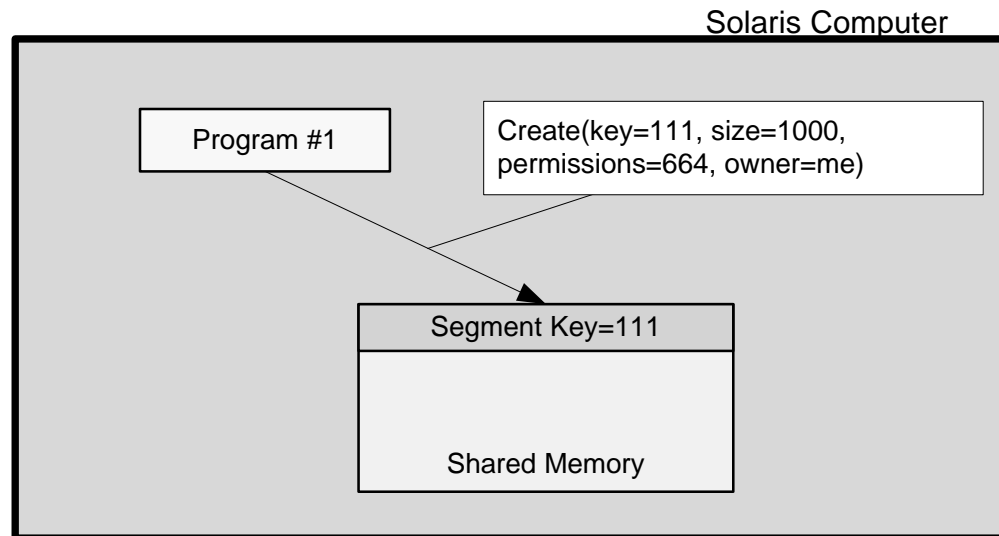 Solaris Computer
Program #1
Create(key=111, size=1000,
permissions=664, owner=me)
Segment Key=111
Shared Memory